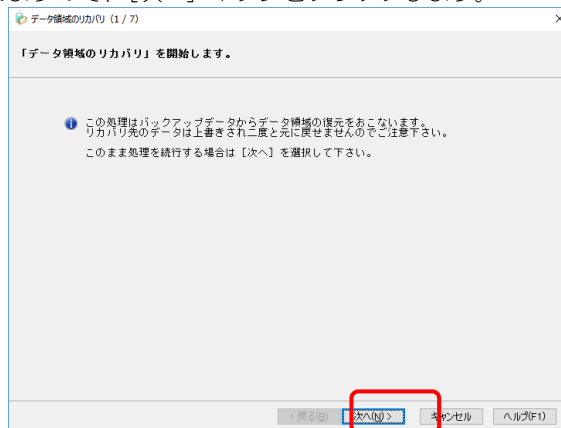 データ領域のリカバリ (1 / 7)
「データ領域のリカバリ」を開始します。
この処理はバックアップデータからデータ領域の復元をおこないます。
リカバリ先のデータは上書きされ二度と元に戻せませんのでご注意下さい。
このまま処理を続行する場合は [次へ] を選択して下さい。
< 戻る(B) 次へ(N) > キャンセル ヘルプ(F1)